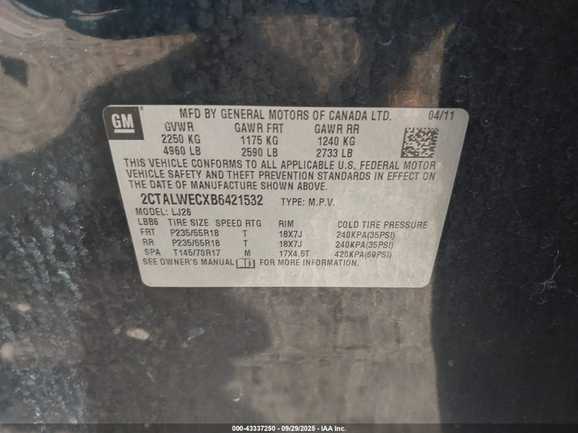 GM
MFD BY GENERAL MOTORS OF CANADA LTD. 04/11
GVWR GAWR FRT GAWR RR
2250 KG 1175 KG 1240 KG
4960 LB 2590 LB 2733 LB
THIS VEHICLE CONFORMS TO ALL APPLICABLE U.S. FEDERAL MOTOR
VEHICLE SAFETY AND THEFT PREVENTION STANDARDS IN EFFECT ON
THE DATE OF MANUFACTURE SHOWN ABOVE.
2CTALWECXB6421532 TYPE: M.P.V.
MODEL: LJ26
LBB6 TIRE SIZE SPEED RTG RIM COLD TIRE PRESSURE
FRT P235/55R18 T 18X7J 240KPA(35PSI)
RR P235/55R18 T 18X7J 240KPA(35PSI)
SPA T145/70R17 M 17X4.5T 420KPA(60PSI)
SEE OWNER'S MANUAL FOR MORE INFORMATION.
000-43337250 - 09/29/2025 - IAA Inc.